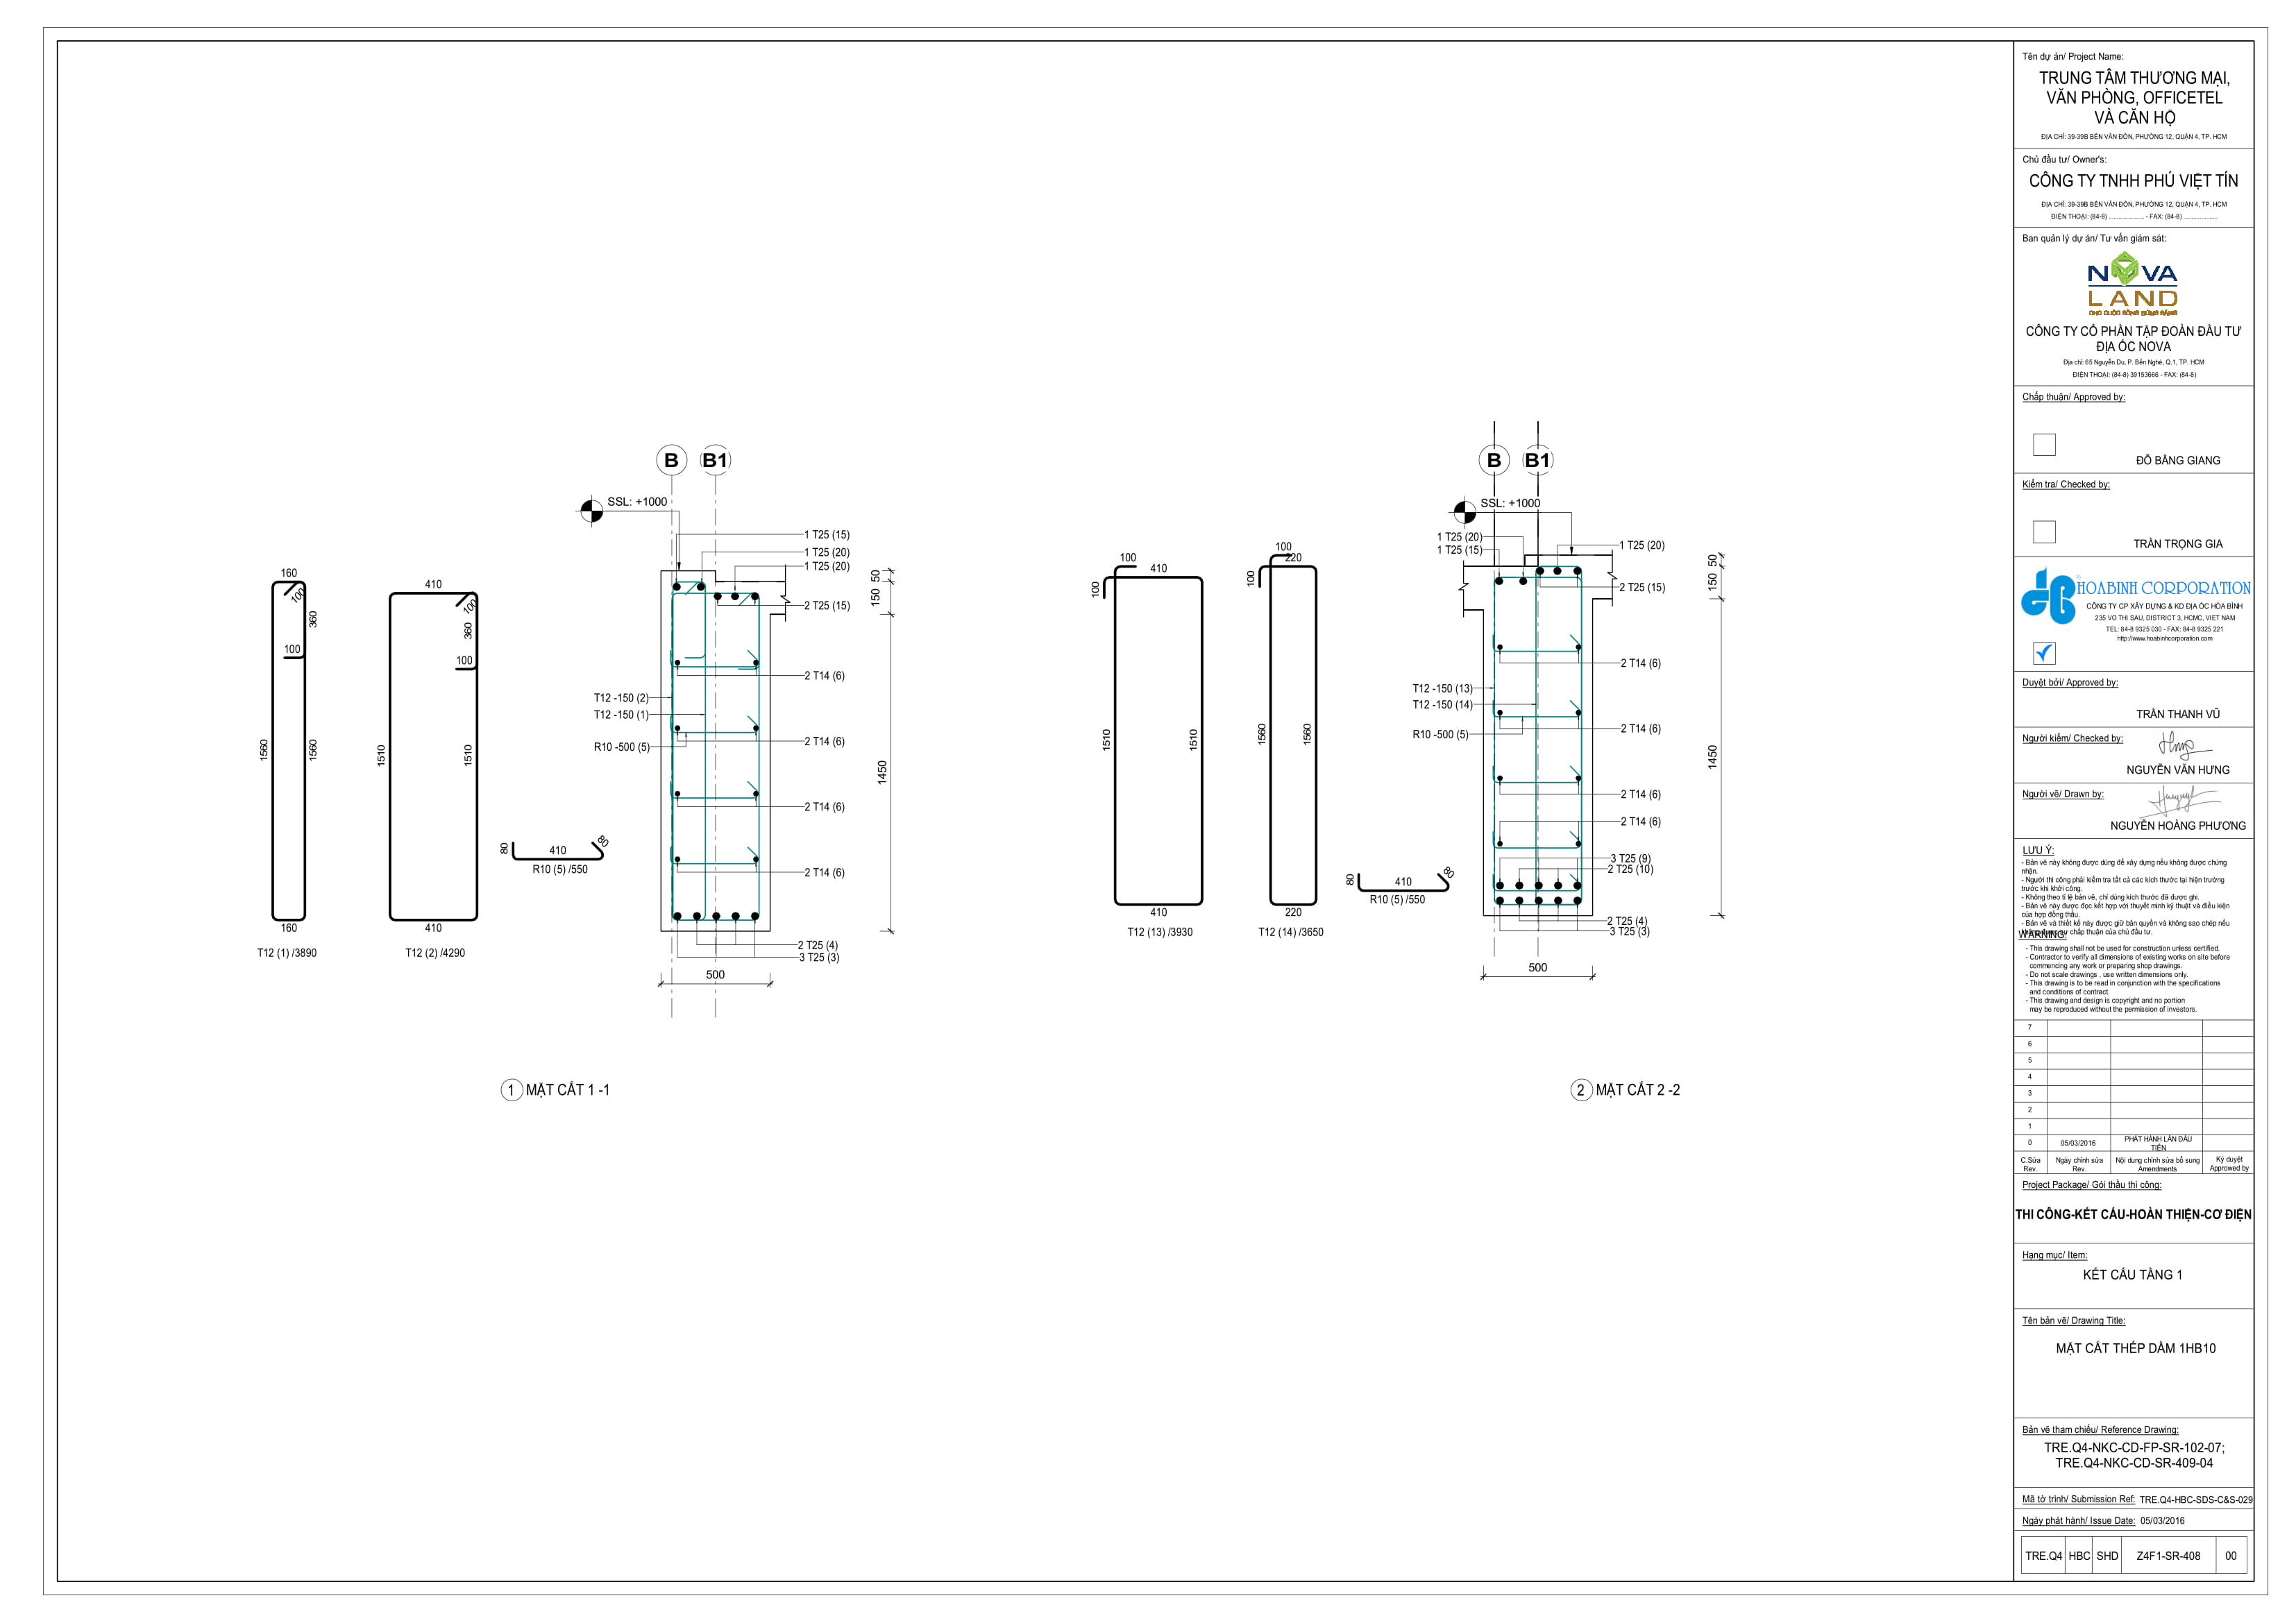 B
B1
SSL: +1000
1 T25 (15)
1 T25 (20)
1 T25 (20)
2 T25 (15)
2 T14 (6)
T12 -150 (2)
T12 -150 (1)
R10 -500 (5)
2 T14 (6)
2 T14 (6)
2 T14 (6)
2 T25 (4)
3 T25 (3)
50
150
1450
500
160
100
360
100
1560
1560
160
T12 (1) /3890
410
100
360
100
1510
1510
410
T12 (2) /4290
80
410
80
R10 (5) /550
1 MẶT CẮT 1 -1
B
B1
SSL: +1000
1 T25 (20)
1 T25 (15)
1 T25 (20)
2 T25 (15)
2 T14 (6)
T12 -150 (13)
T12 -150 (14)
R10 -500 (5)
2 T14 (6)
2 T14 (6)
2 T14 (6)
3 T25 (9)
2 T25 (10)
2 T25 (4)
3 T25 (3)
50
150
1450
500
100
410
100
1510
1510
410
T12 (13) /3930
100
220
100
1560
1560
220
T12 (14) /3650
80
410
80
R10 (5) /550
2 MẶT CẮT 2 -2
Tên dự án/ Project Name:
TRUNG TÂM THƯƠNG MẠI,
VĂN PHÒNG, OFFICETEL
VÀ CĂN HỘ
ĐỊA CHỈ: 39-39B BẾN VÂN ĐỒN, PHƯỜNG 12, QUẬN 4, TP. HCM
Chủ đầu tư/ Owner's:
CÔNG TY TNHH PHÚ VIỆT TÍN
ĐỊA CHỈ: 39-39B BẾN VÂN ĐỒN, PHƯỜNG 12, QUẬN 4, TP. HCM
ĐIỆN THOẠI: (84-8) ................... - FAX: (84-8) ...................
Ban quản lý dự án/ Tư vấn giám sát:
NOVA
LAND
CÔNG TY CỔ PHẦN TẬP ĐOÀN ĐẦU TƯ
ĐỊA ỐC NOVA
Địa chỉ: 65 Nguyễn Du, P. Bến Nghé, Q.1, TP. HCM
ĐIỆN THOẠI: (84-8) 39153666 - FAX: (84-8)
Chấp thuận/ Approved by:
ĐỖ BẰNG GIANG
Kiểm tra/ Checked by:
TRẦN TRỌNG GIA
HOABINH CORPORATION
CÔNG TY CP XÂY DỰNG & KD ĐỊA ỐC HÒA BÌNH
235 VO THI SAU, DISTRICT 3, HCMC, VIET NAM
TEL: 84-8 9325 030 - FAX: 84-8 9325 221
http://www.hoabinhcorporation.com
Duyệt bởi/ Approved by:
TRẦN THANH VŨ
Người kiểm/ Checked by:
NGUYỄN VĂN HƯNG
Người vẽ/ Drawn by:
NGUYỄN HOÀNG PHƯƠNG
LƯU Ý:
- Bản vẽ này không được dùng để xây dựng nếu không được chứng
nhận.
- Người thi công phải kiểm tra tất cả các kích thước tại hiện trường
trước khi khởi công.
- Không theo tỉ lệ bản vẽ, chỉ dùng kích thước đã được ghi.
- Bản vẽ này được đọc kết hợp với thuyết minh kỹ thuật và điều kiện
của hợp đồng thầu.
- Bản vẽ và thiết kế này được giữ bản quyền và không sao chép nếu
chấp thuận của chủ đầu tư.
WARNING:
- This drawing shall not be used for construction unless certified.
- Contractor to verify all dimensions of existing works on site before
commencing any work or preparing shop drawings.
- Do not scale drawings , use written dimensions only.
- This drawing is to be read in conjunction with the specifications
and conditions of contract.
- This drawing and design is copyright and no portion
may be reproduced without the permission of investors.
7
6
5
4
3
2
1
0 05/03/2016 PHÁT HÀNH LẦN ĐẦU
TIÊN
C.Sửa Ngày chỉnh sửa Nội dung chỉnh sửa bổ sung Ký duyệt
Rev. Rev. Amendments Approwed by
Project Package/ Gói thầu thi công:
THI CÔNG-KẾT CẤU-HOÀN THIỆN-CƠ ĐIỆN
Hạng mục/ Item:
KẾT CẤU TẦNG 1
Tên bản vẽ/ Drawing Title:
MẶT CẮT THÉP DẦM 1HB10
Bản vẽ tham chiếu/ Reference Drawing:
TRE.Q4-NKC-CD-FP-SR-102-07;
TRE.Q4-NKC-CD-SR-409-04
Mã tờ trình/ Submission Ref: TRE.Q4-HBC-SDS-C&S-029
Ngày phát hành/ Issue Date: 05/03/2016
TRE.Q4 HBC SHD Z4F1-SR-408 00